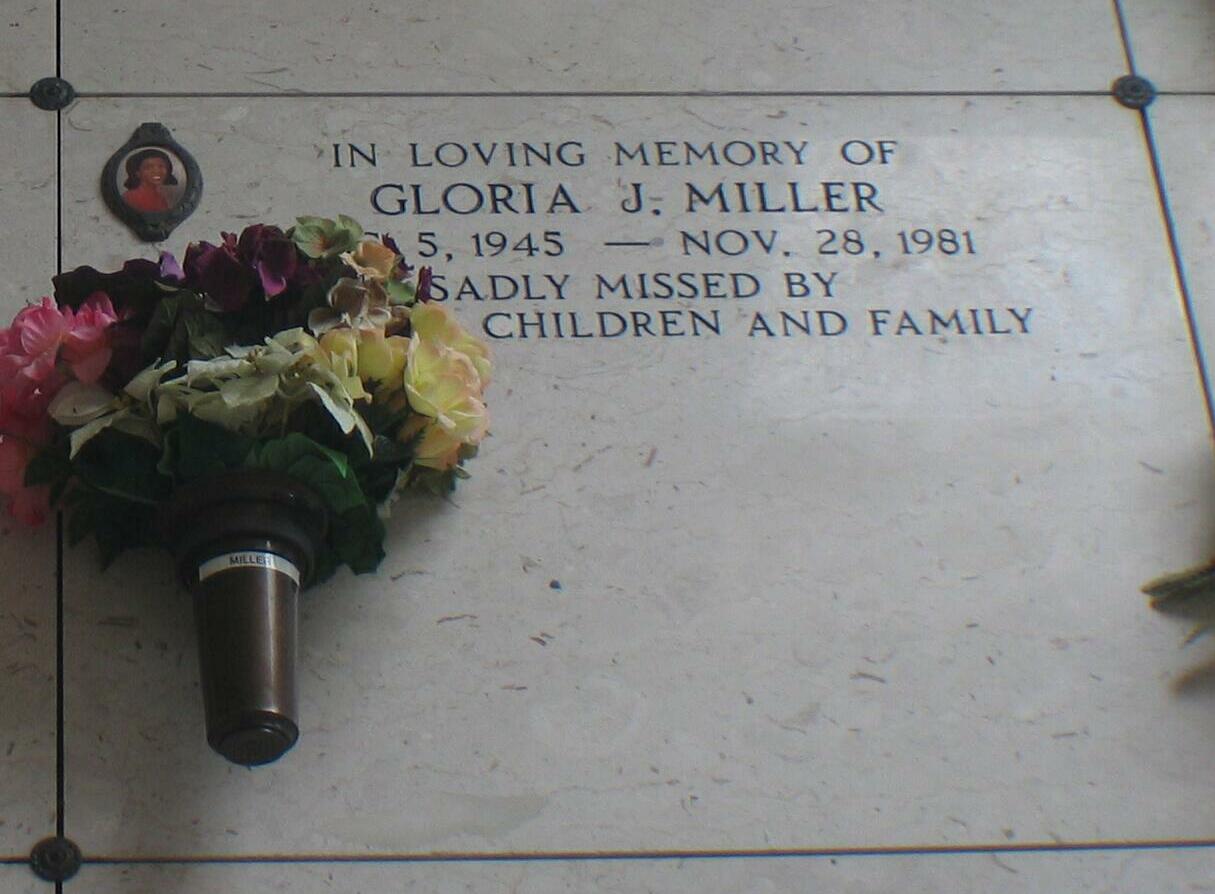 IN LOVING MEMORY OF
GLORIA J. MILLER
5, 1945 — NOV. 28, 1981
SADLY MISSED BY
CHILDREN AND FAMILY
MILLER